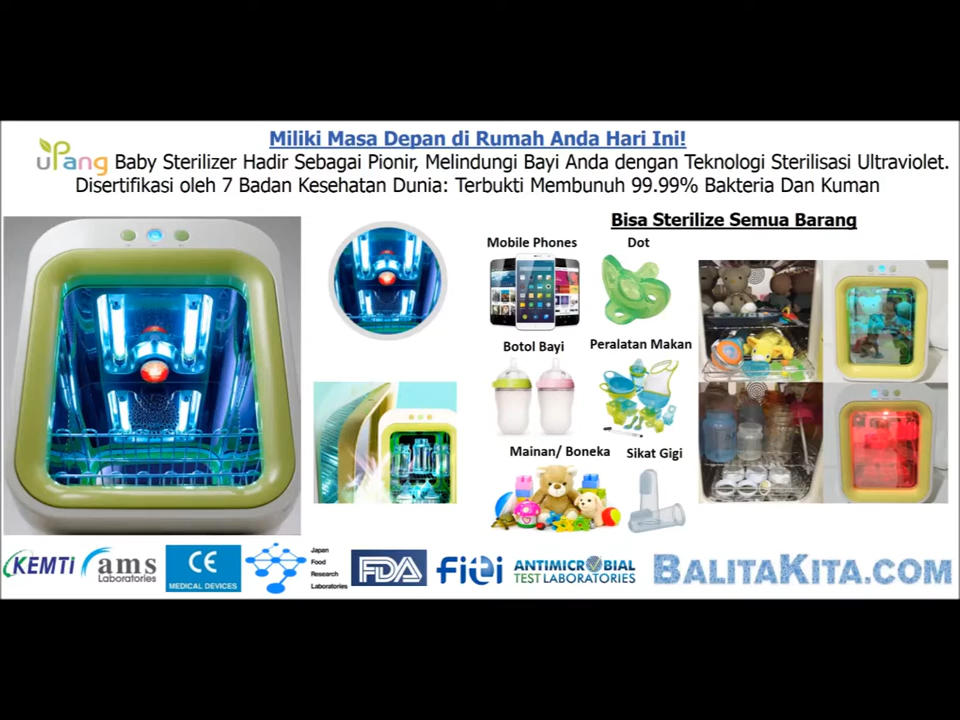 Miliki Masa Depan di Rumah Anda Hari Ini!
uPang Baby Sterilizer Hadir Sebagai Pionir, Melindungi Bayi Anda dengan Teknologi Sterilisasi Ultraviolet.
Disertifikasi oleh 7 Badan Kesehatan Dunia: Terbukti Membunuh 99.99% Bakteria Dan Kuman
Bisa Sterilize Semua Barang
Mobile Phones
Dot
Botol Bayi
Peralatan Makan
Mainan/ Boneka
Sikat Gigi
KEMTI
ams
Laboratories
CE
MEDICAL DEVICES
Japan
Food
Research
Laboratories
FDA
FITI
ANTIMICROBIAL
TEST LABORATORIES
BALITAKITA.COM